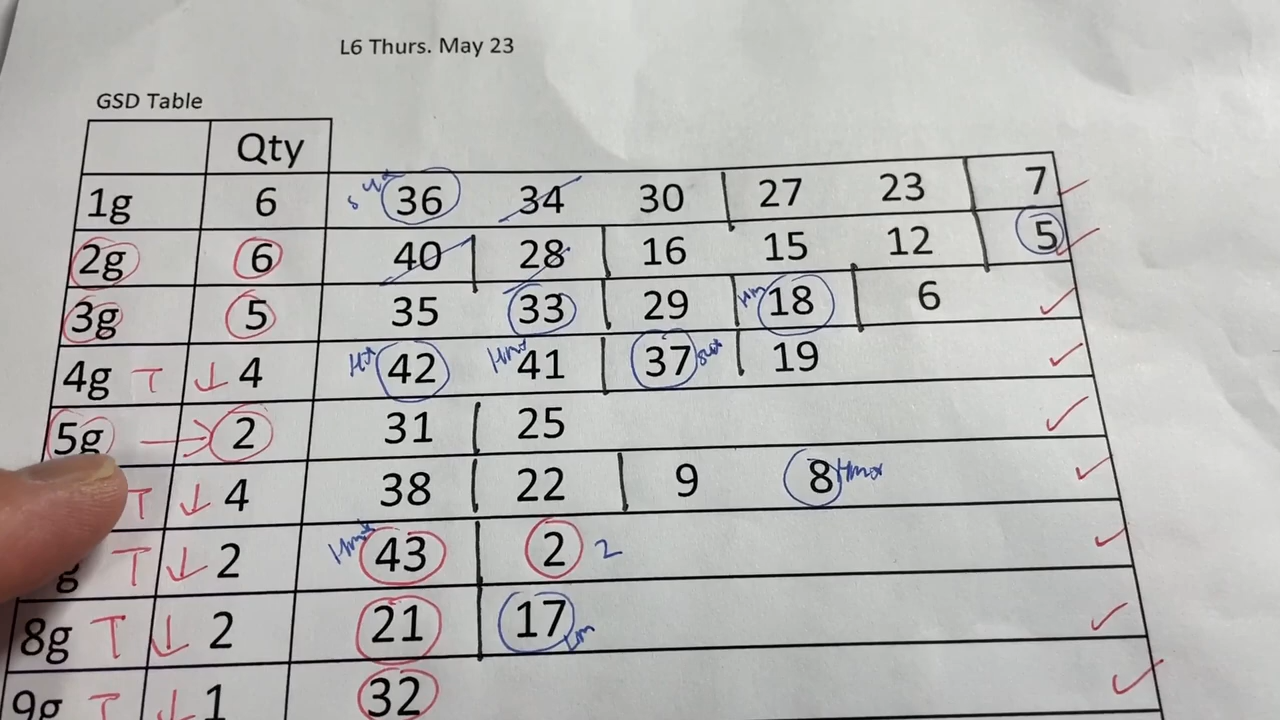 L6 Thurs. May 23
GSD Table
Qty
1g 6 36 34 30 27 23 7
2g 6 40 28 16 15 12 5
3g 5 35 33 29 Hm 18 6
4g T ↓ 4 42 41 37 19
5g → 2 31 25
T ↓ 4 38 22 9 8
g T ↓ 2 43 2 2
8g T ↓ 2 21 17
9g T ↓ 1 32